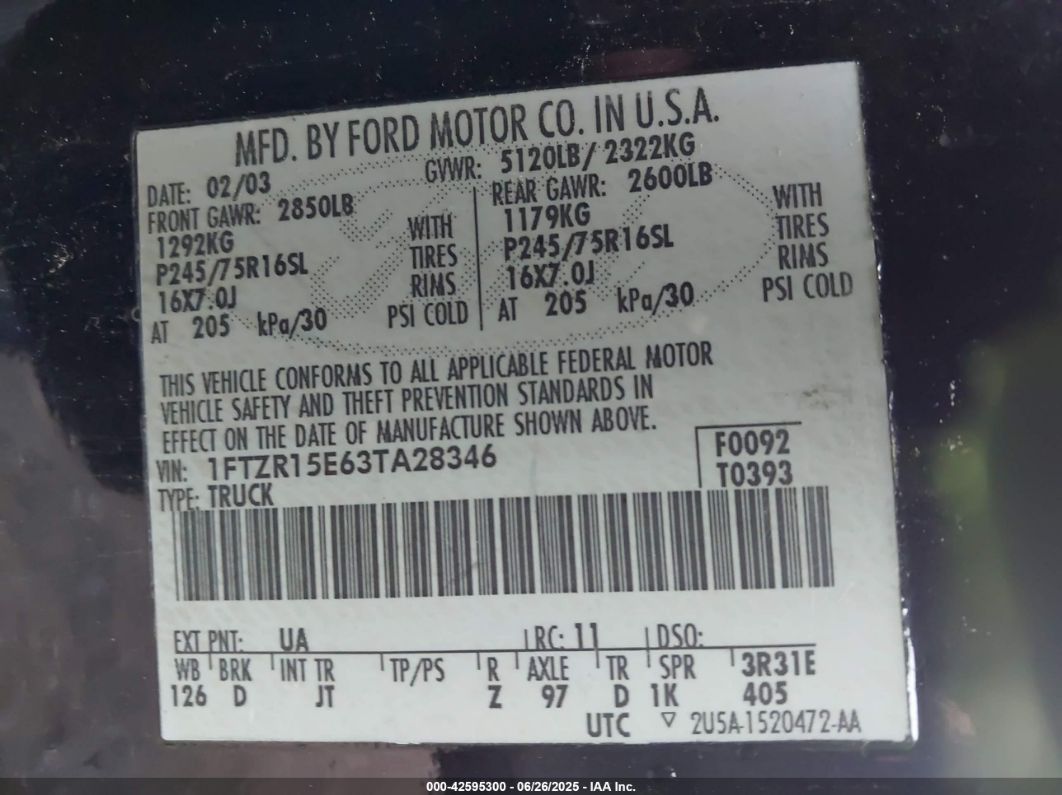 MFD. BY FORD MOTOR CO. IN U.S.A.
DATE: 02/03 GVWR: 5120LB/ 2322KG
FRONT GAWR: 2850LB REAR GAWR: 2600LB
1292KG WITH 1179KG WITH
P245/75R16SL TIRES P245/75R16SL TIRES
16X7.0J RIMS 16X7.0J RIMS
AT 205 kPa/30 PSI COLD AT 205 kPa/30 PSI COLD
THIS VEHICLE CONFORMS TO ALL APPLICABLE FEDERAL MOTOR
VEHICLE SAFETY AND THEFT PREVENTION STANDARDS IN
EFFECT ON THE DATE OF MANUFACTURE SHOWN ABOVE.
VIN: 1FTZR15E63TA28346 F0092
TYPE: TRUCK T0393
EXT PNT: UA RC: 11 DSO:
WB BRK INT TR TP/PS R AXLE TR SPR 3R31E
126 D JT Z 97 D 1K 405
UTC ▽ 2U5A-1520472-AA
000-42595300 - 06/26/2025 - IAA Inc.